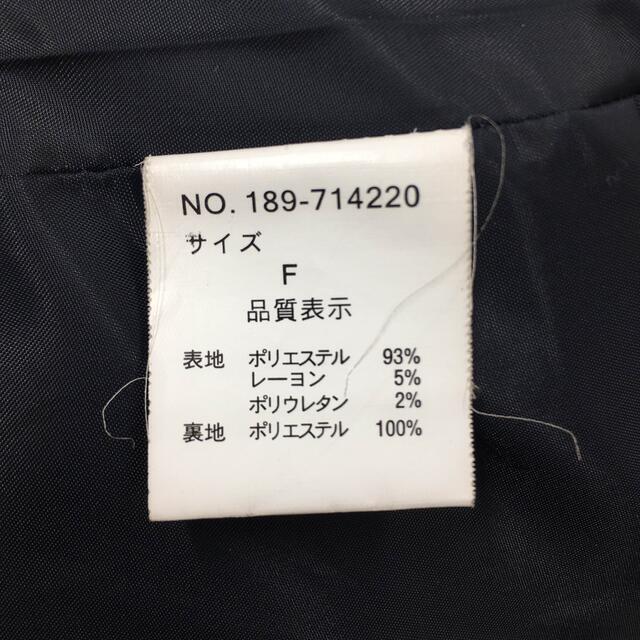 NO. 189-714220
サイズ
F
品質表示
表地 ポリエステル 93%
レーヨン 5%
ポリウレタン 2%
裏地 ポリエステル 100%